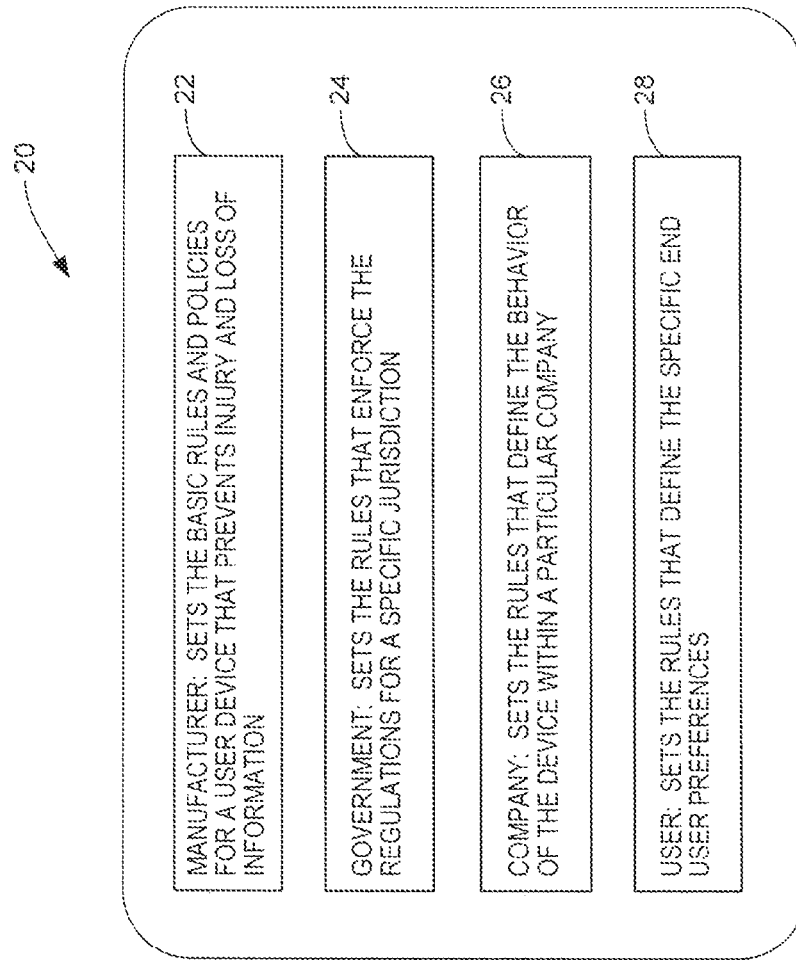 20
MANUFACTURER: SETS THE BASIC RULES AND POLICIES
FOR A USER DEVICE THAT PREVENTS INJURY AND LOSS OF
INFORMATION
22
GOVERNMENT: SETS THE RULES THAT ENFORCE THE
REGULATIONS FOR A SPECIFIC JURISDICTION
24
COMPANY: SETS THE RULES THAT DEFINE THE BEHAVIOR
OF THE DEVICE WITHIN A PARTICULAR COMPANY
26
USER: SETS THE RULES THAT DEFINE THE SPECIFIC END
USER PREFERENCES
28